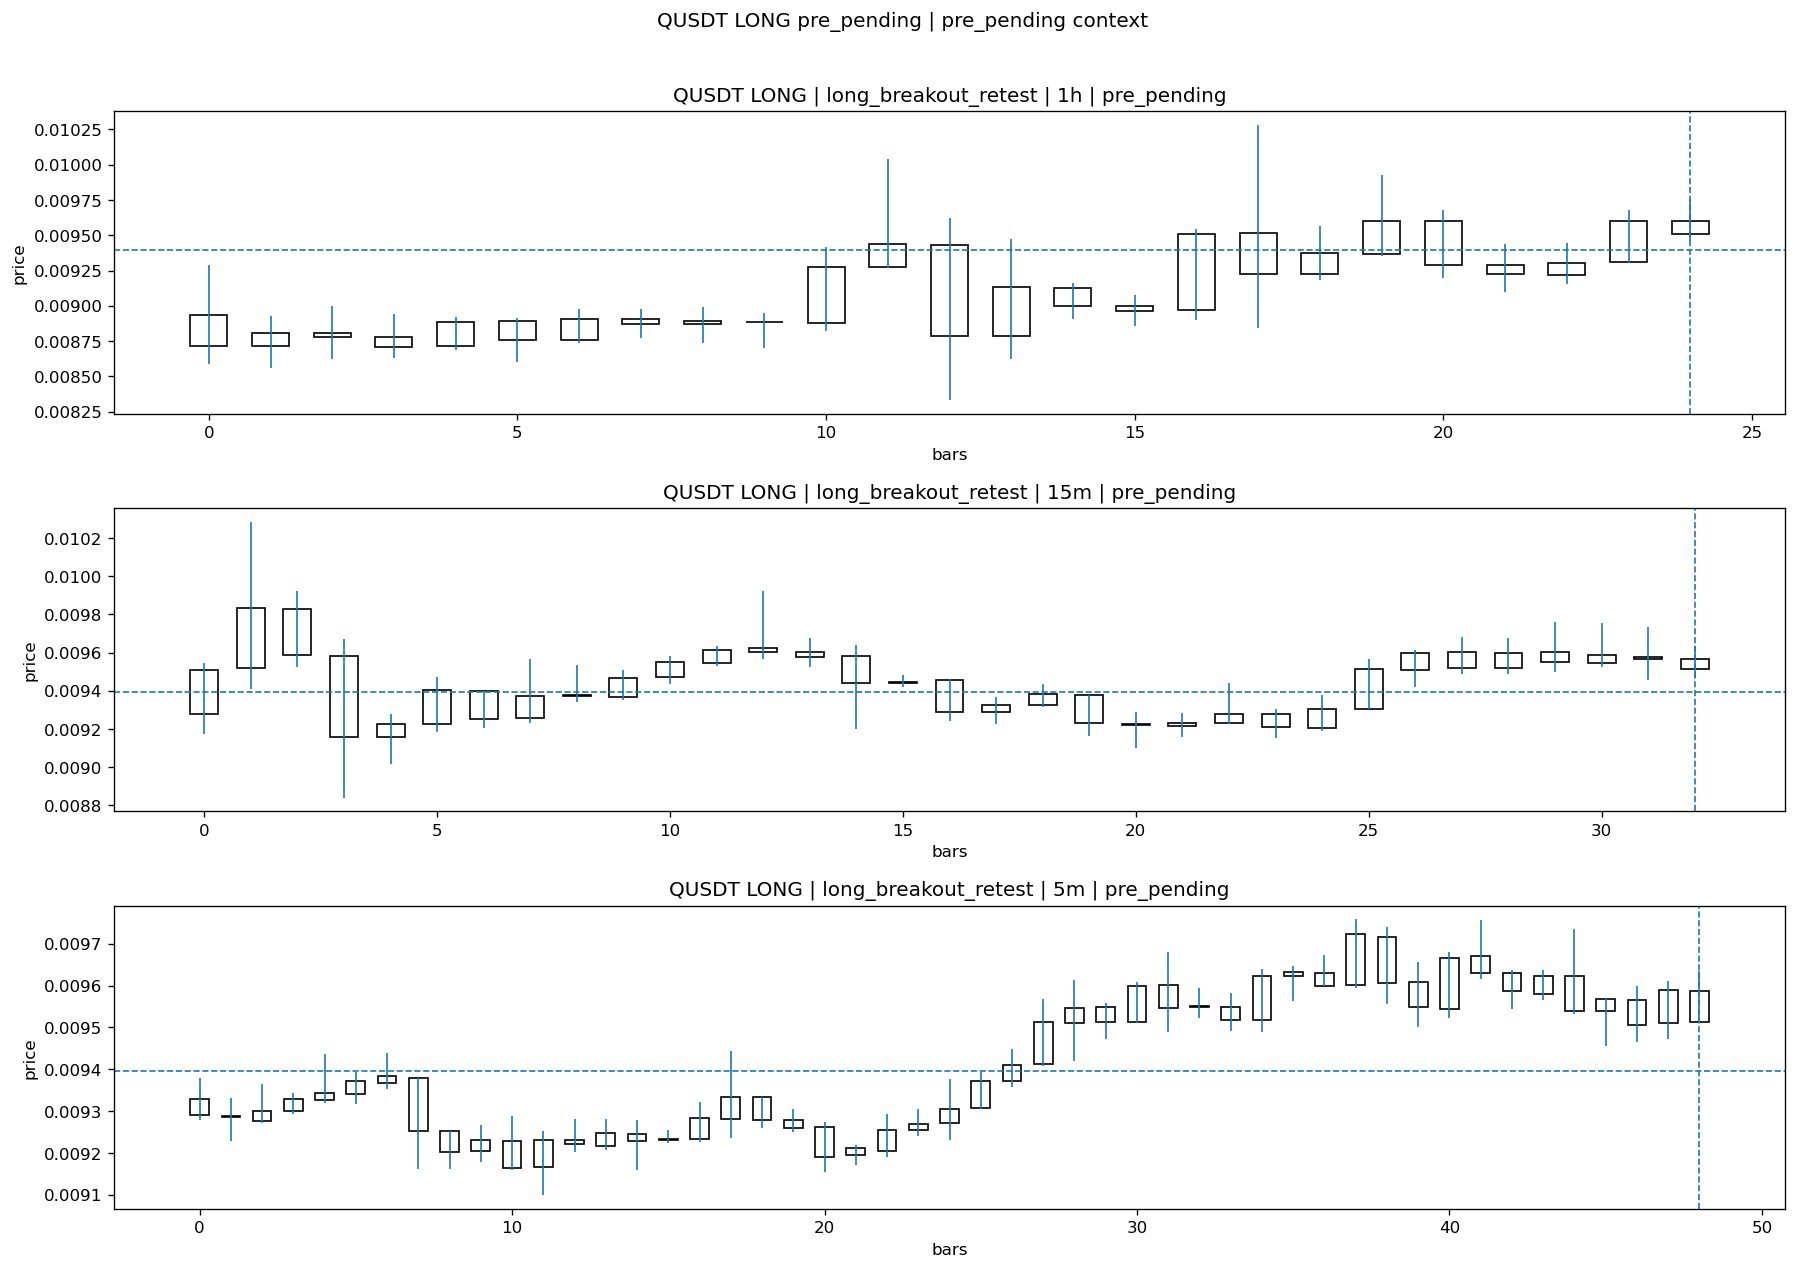 QUSDT LONG pre_pending | pre_pending context
QUSDT LONG | long_breakout_retest | 1h | pre_pending
price
0.01025
0.01000
0.00975
0.00950
0.00925
0.00900
0.00875
0.00850
0.00825
0 5 10 15 20 25
bars
QUSDT LONG | long_breakout_retest | 15m | pre_pending
price
0.0102
0.0100
0.0098
0.0096
0.0094
0.0092
0.0090
0.0088
0 5 10 15 20 25 30
bars
QUSDT LONG | long_breakout_retest | 5m | pre_pending
price
0.0097
0.0096
0.0095
0.0094
0.0093
0.0092
0.0091
0 10 20 30 40 50
bars